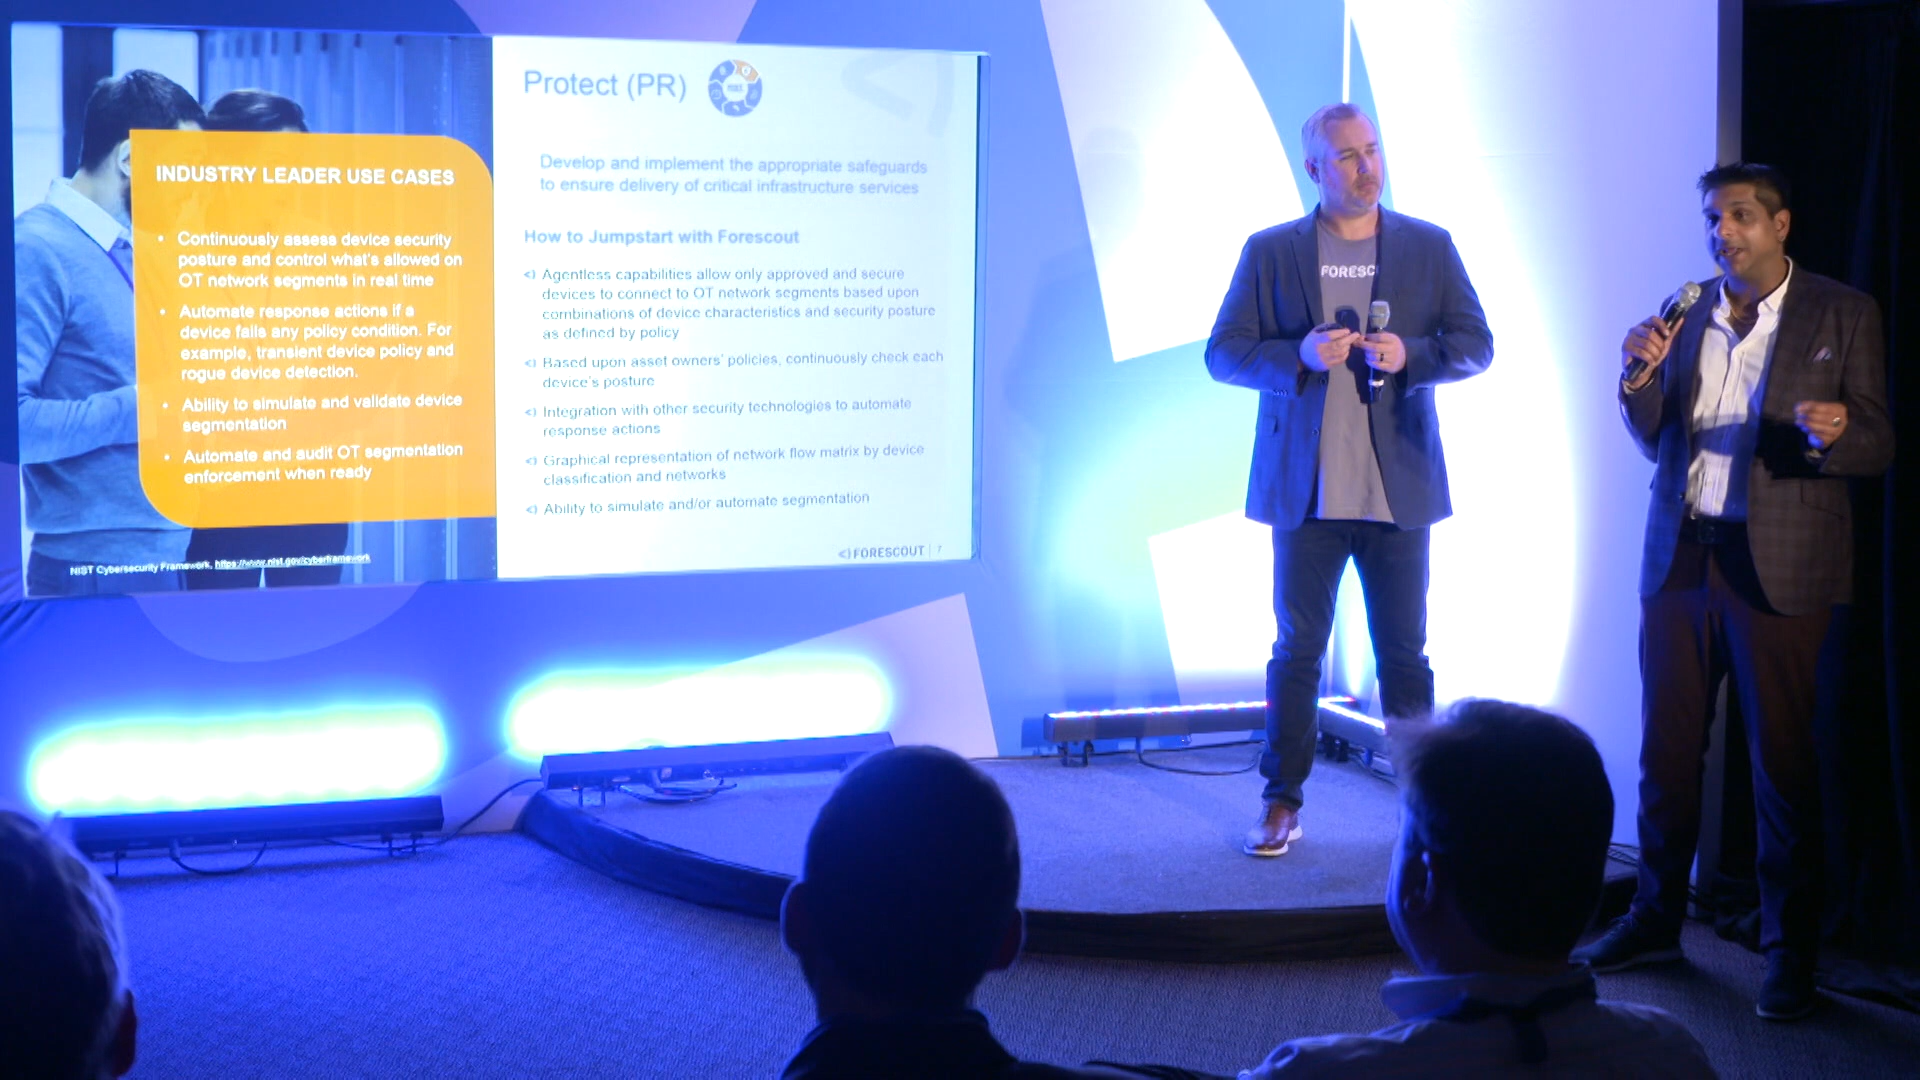 INDUSTRY LEADER USE CASES
• Continuously assess device security
posture and control what's allowed on
OT network segments in real time
• Automate response actions if a
device fails any policy condition. For
example, transient device policy and
rogue device detection.
• Ability to simulate and validate device
segmentation
• Automate and audit OT segmentation
enforcement when ready
NIST Cybersecurity Framework, https://www.nist.gov/cyberframework
Protect (PR)
Develop and implement the appropriate safeguards
to ensure delivery of critical infrastructure services
How to Jumpstart with Forescout
Agentless capabilities allow only approved and secure
devices to connect to OT network segments based upon
combinations of device characteristics and security posture
as defined by policy
Based upon asset owners' policies, continuously check each
device's posture
Integration with other security technologies to automate
response actions
Graphical representation of network flow matrix by device
classification and networks
Ability to simulate and/or automate segmentation
FORESCOUT | 7
FORESC